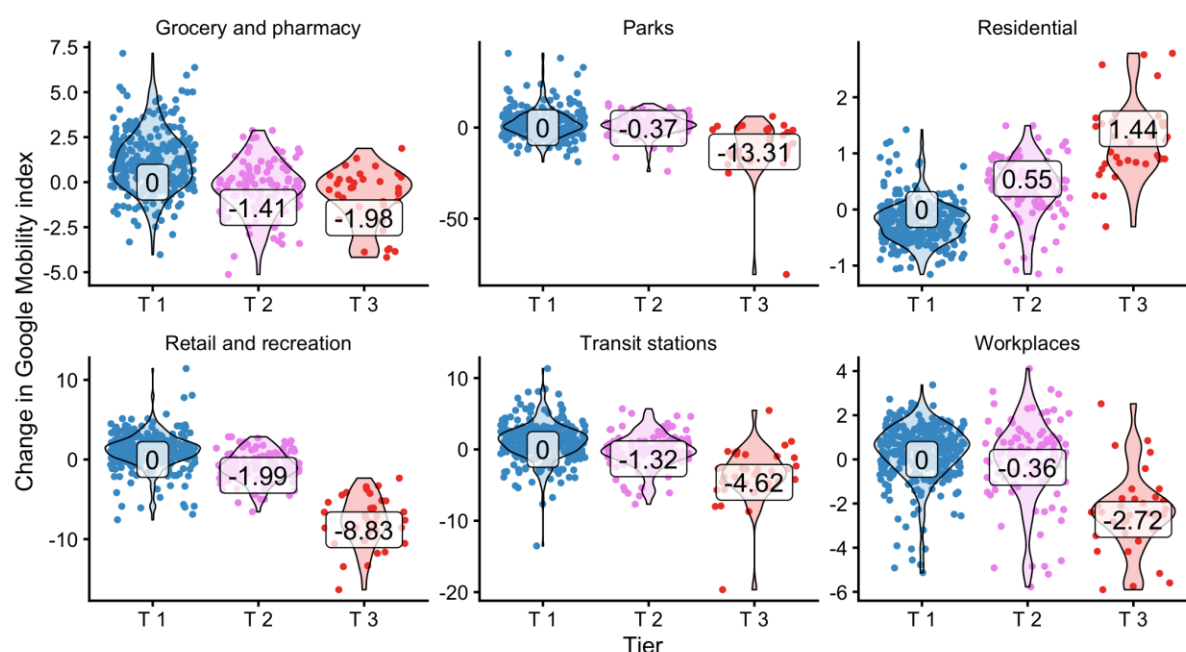 Grocery and pharmacy
Parks
Residential
Change in Google Mobility index
7.5
5.0
2.5
0.0
-2.5
-5.0
0
-1.41
-1.98
T 1
T 2
T 3
0
-50
0
-0.37
-13.31
T 1
T 2
T 3
2
1
0
-1
0
0.55
1.44
T 1
T 2
T 3
Retail and recreation
Transit stations
Workplaces
10
0
-10
0
-1.99
-8.83
T 1
T 2
T 3
10
0
-10
-20
0
-1.32
-4.62
T 1
T 2
T 3
4
2
0
-2
-4
-6
0
-0.36
-2.72
T 1
T 2
T 3
Tier